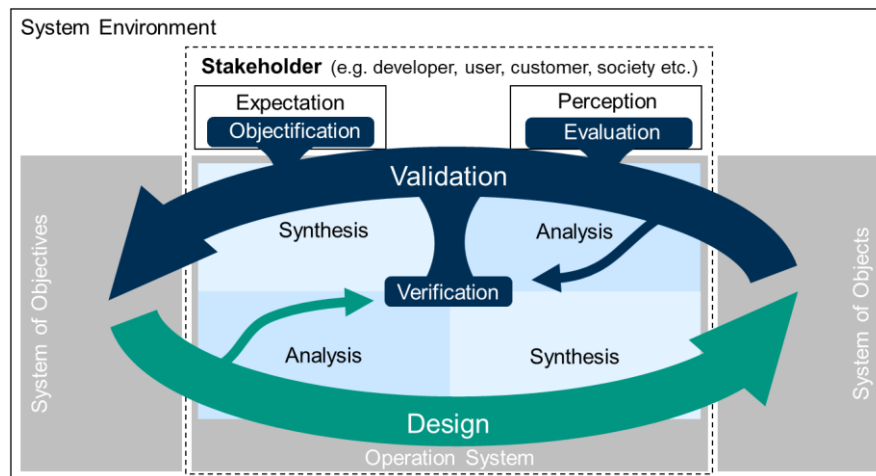 System Environment
Stakeholder (e.g. developer, user, customer, society etc.)
Expectation
Objectification
Perception
Evaluation
Validation
Synthesis
Analysis
Verification
Analysis
Synthesis
Design
Operation System
System of Objectives
System of Objects